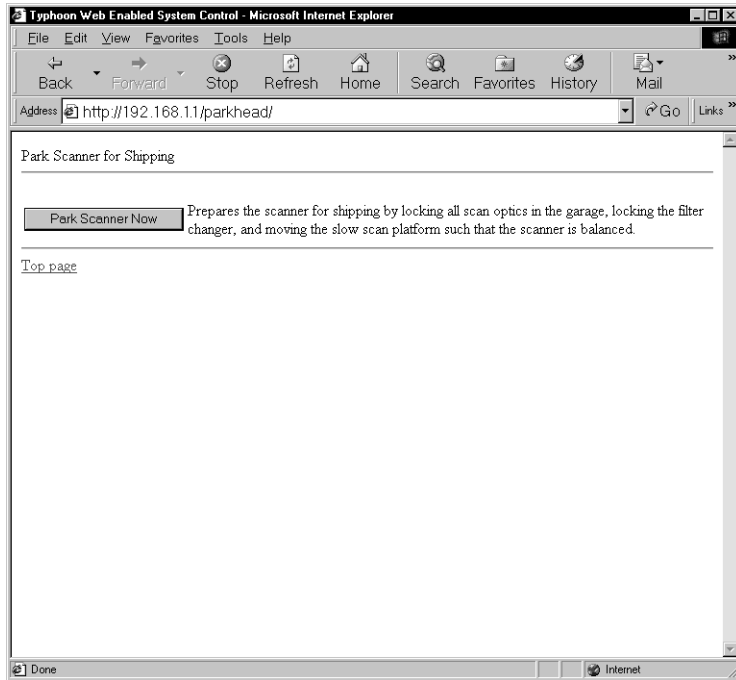 Typhoon Web Enabled System Control - Microsoft Internet Explorer
File Edit View Favorites Tools Help
Back Forward Stop Refresh Home Search Favorites History Mail »
Address http://192.168.1.1/parkhead/ Go Links »
Park Scanner for Shipping
Park Scanner Now
Prepares the scanner for shipping by locking all scan optics in the garage, locking the filter
changer, and moving the slow scan platform such that the scanner is balanced.
Top page
Done Internet